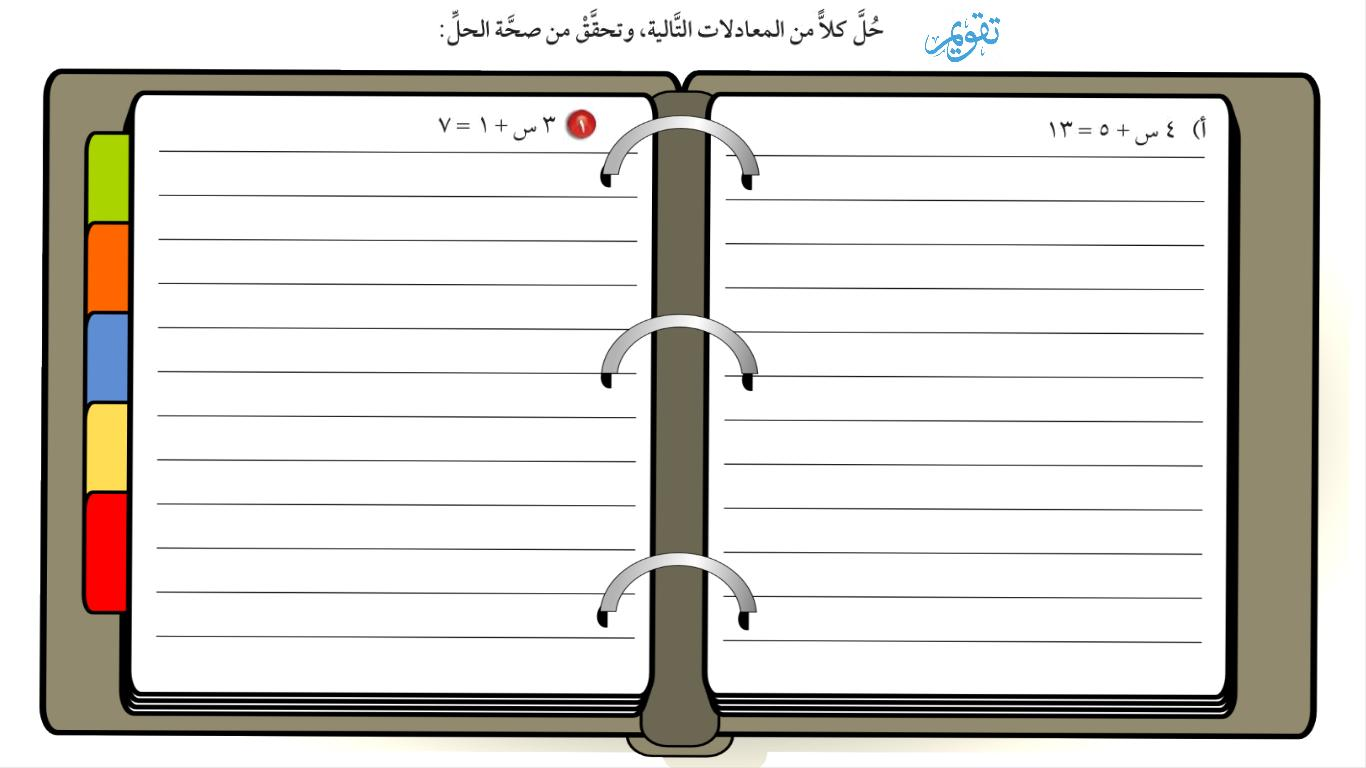 تقويم
حُلَّ كلاًّ من المعادلات التَّالية، وتحقَّقْ من صحَّة الحلِّ:
أ) ٤ س + ٥ = ١٣
١ ٣ س + ١ = ٧